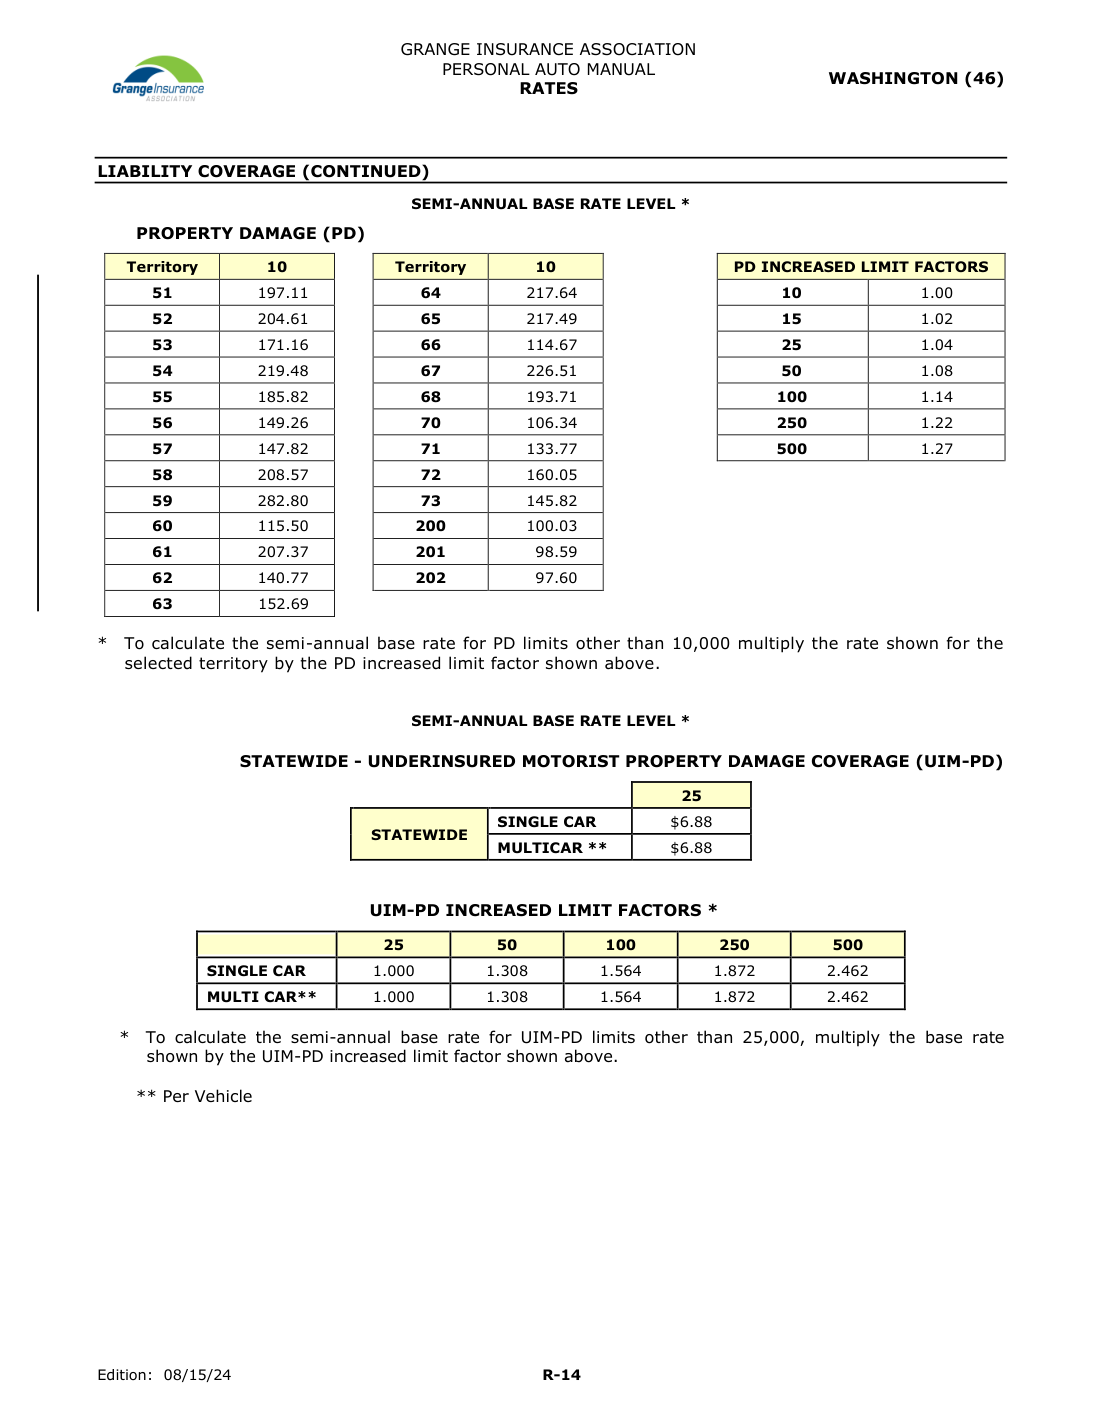 GrangeInsurance
ASSOCIATION
GRANGE INSURANCE ASSOCIATION
PERSONAL AUTO MANUAL
RATES
WASHINGTON (46)
LIABILITY COVERAGE (CONTINUED)
SEMI-ANNUAL BASE RATE LEVEL *
PROPERTY DAMAGE (PD)
Territory 10
51 197.11
52 204.61
53 171.16
54 219.48
55 185.82
56 149.26
57 147.82
58 208.57
59 282.80
60 115.50
61 207.37
62 140.77
63 152.69
Territory 10
64 217.64
65 217.49
66 114.67
67 226.51
68 193.71
70 106.34
71 133.77
72 160.05
73 145.82
200 100.03
201 98.59
202 97.60
PD INCREASED LIMIT FACTORS
10 1.00
15 1.02
25 1.04
50 1.08
100 1.14
250 1.22
500 1.27
* To calculate the semi-annual base rate for PD limits other than 10,000 multiply the rate shown for the
selected territory by the PD increased limit factor shown above.
SEMI-ANNUAL BASE RATE LEVEL *
STATEWIDE - UNDERINSURED MOTORIST PROPERTY DAMAGE COVERAGE (UIM-PD)
25
STATEWIDE
SINGLE CAR $6.88
MULTICAR ** $6.88
UIM-PD INCREASED LIMIT FACTORS *
25 50 100 250 500
SINGLE CAR 1.000 1.308 1.564 1.872 2.462
MULTI CAR** 1.000 1.308 1.564 1.872 2.462
* To calculate the semi-annual base rate for UIM-PD limits other than 25,000, multiply the base rate
shown by the UIM-PD increased limit factor shown above.
** Per Vehicle
Edition: 08/15/24
R-14